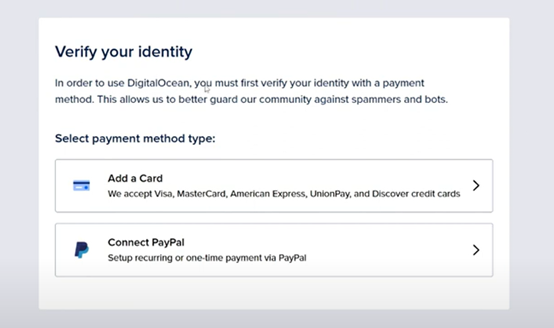 Verify your identity
In order to use DigitalOcean, you must first verify your identity with a payment
method. This allows us to better guard our community against spammers and bots.
Select payment method type:
Add a Card
We accept Visa, MasterCard, American Express, UnionPay, and Discover credit cards
Connect PayPal
Setup recurring or one-time payment via PayPal